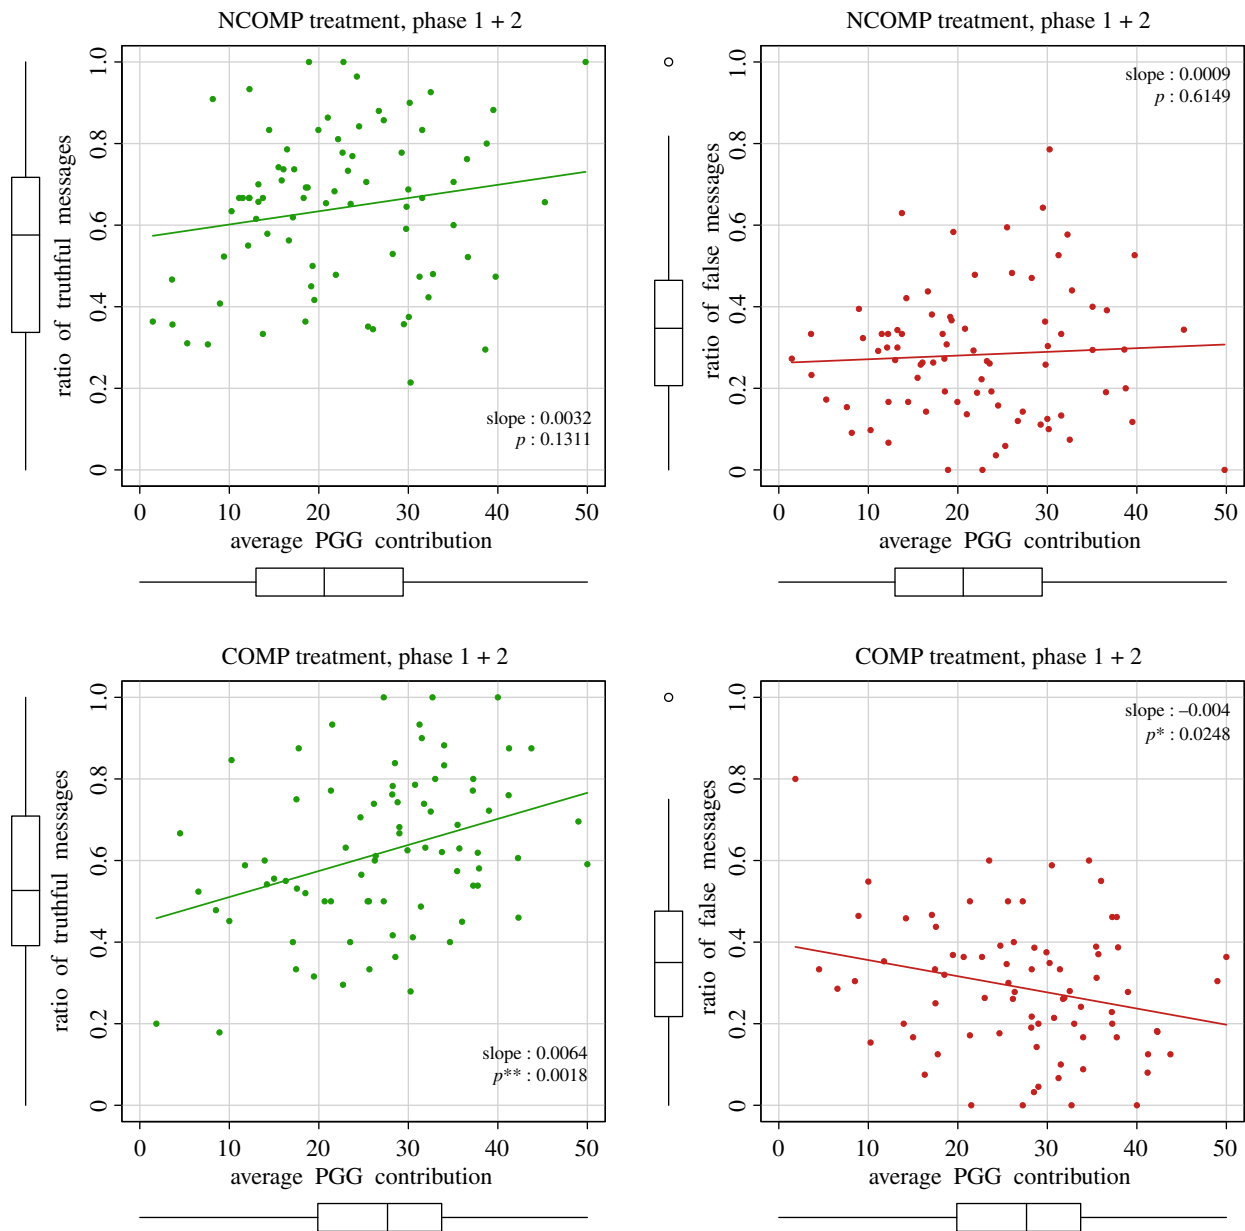 NCOMP treatment, phase 1 + 2
ratio of truthful messages
1.0
0.8
0.6
0.4
0.2
0
slope : 0.0032
p : 0.1311
0 10 20 30 40 50
average PGG contribution
NCOMP treatment, phase 1 + 2
ratio of false messages
1.0
0.8
0.6
0.4
0.2
0
slope : 0.0009
p : 0.6149
0 10 20 30 40 50
average PGG contribution
COMP treatment, phase 1 + 2
ratio of truthful messages
1.0
0.8
0.6
0.4
0.2
0
slope : 0.0064
p** : 0.0018
0 10 20 30 40 50
average PGG contribution
COMP treatment, phase 1 + 2
ratio of false messages
1.0
0.8
0.6
0.4
0.2
0
slope : –0.004
p* : 0.0248
0 10 20 30 40 50
average PGG contribution